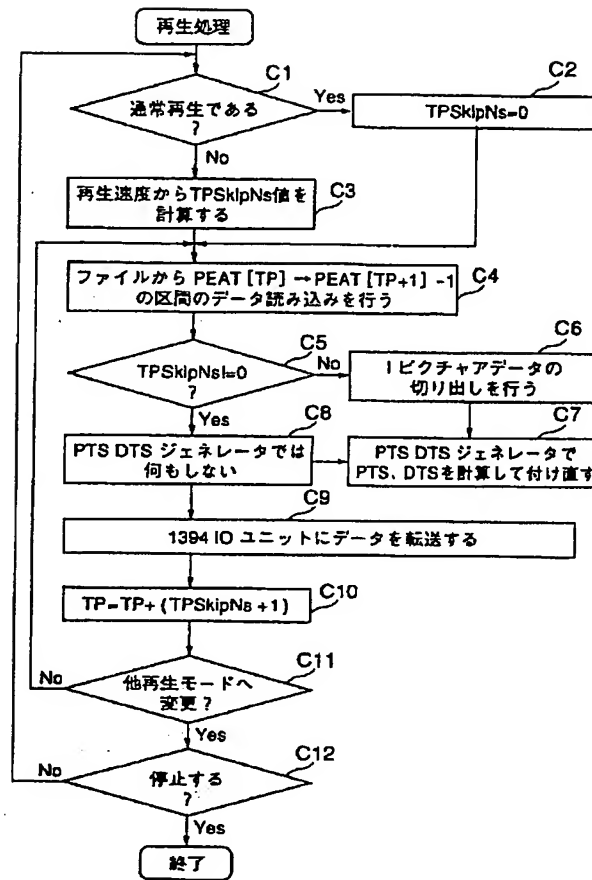 再生処理
C1
通常再生である
?
Yes
C2
TPSkipNs=0
No
C3
再生速度からTPSkipNs値を
計算する
ファイルから PEAT [TP] → PEAT [TP+1] -1
の区間のデータ読み込みを行う
C4
C5
TPSkipNs!=0
?
No
C6
I ピクチャアデータの
切り出しを行う
Yes
C8
PTS DTS ジェネレータでは
何もしない
C7
PTS DTS ジェネレータで
PTS、DTSを計算して付け直す
C9
1394 IO ユニットにデータを転送する
C10
TP=TP+ (TPSkipNs +1)
C11
他再生モードへ
変更?
No
Yes
C12
停止する
?
No
Yes
終了